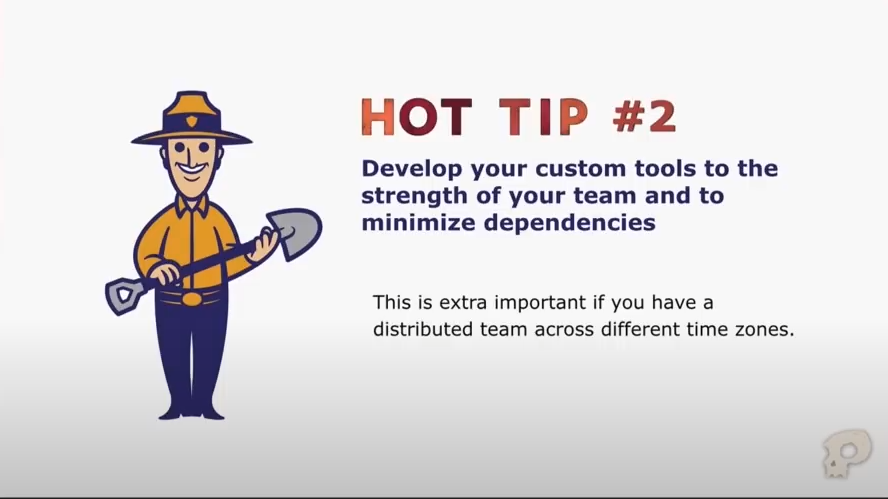 HOT TIP #2
Develop your custom tools to the
strength of your team and to
minimize dependencies
This is extra important if you have a
distributed team across different time zones.